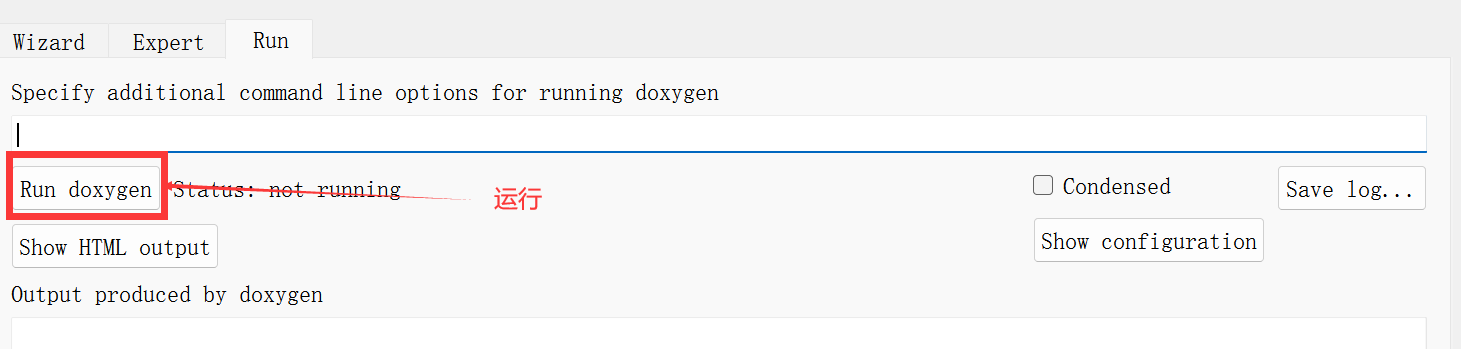 Wizard Expert Run
Specify additional command line options for running doxygen
Run doxygen Status: not running 运行 Condensed Save log...
Show HTML output Show configuration
Output produced by doxygen